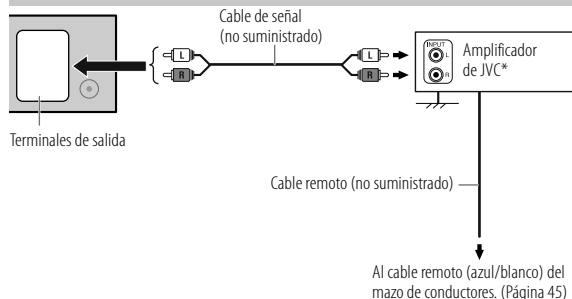 Cable de señal
(no suministrado)
L
R
L
R
INPUT
L
R
Amplificador
de JVC*
Terminales de salida
Cable remoto (no suministrado)
Al cable remoto (azul/blanco) del
mazo de conductores. (Página 45)